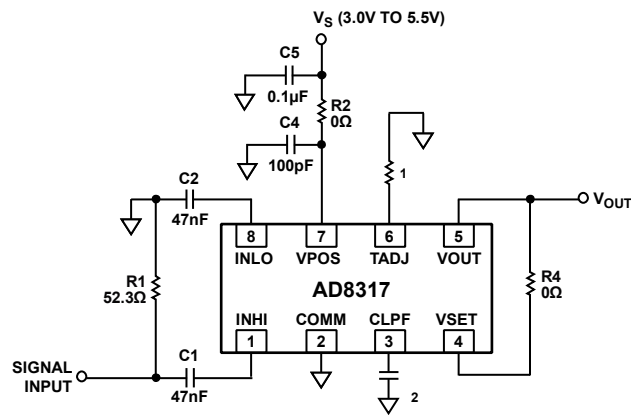 V_S (3.0V TO 5.5V)
C5
0.1µF
R2
0Ω
C4
100pF
1
C2
47nF
V_OUT
8
7
6
5
INLO
VPOS
TADJ
VOUT
R1
52.3Ω
AD8317
R4
0Ω
INHI
COMM
CLPF
VSET
1
2
3
4
SIGNAL
INPUT
C1
47nF
2